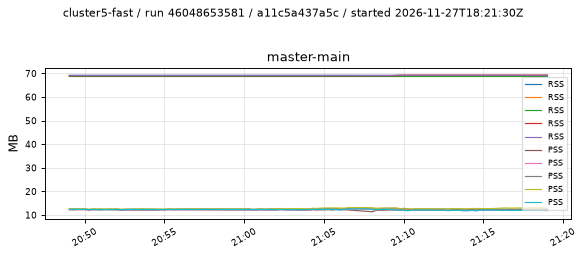 cluster5-fast / run 46048653581 / a11c5a437a5c / started 2026-11-27T18:21:30Z
master-main
MB
70
60
50
40
30
20
10
RSS
RSS
RSS
RSS
RSS
PSS
PSS
PSS
PSS
PSS
20:50
20:55
21:00
21:05
21:10
21:15
21:20